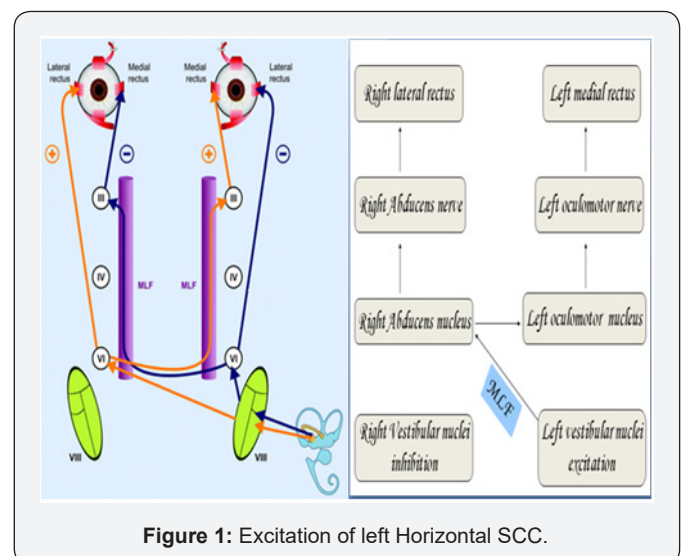 Lateral
rectus
Medial
rectus
Medial
rectus
Lateral
rectus
+
−
+
−
III
III
IV
MLF
MLF
IV
VI
VI
VIII
VIII
Right lateral rectus
Left medial rectus
Right Abducens nerve
Left oculomotor nerve
Right Abducens nucleus
Left oculomotor nucleus
MLF
Right Vestibular nuclei
inhibition
Left vestibular nuclei
excitation
Figure 1: Excitation of left Horizontal SCC.